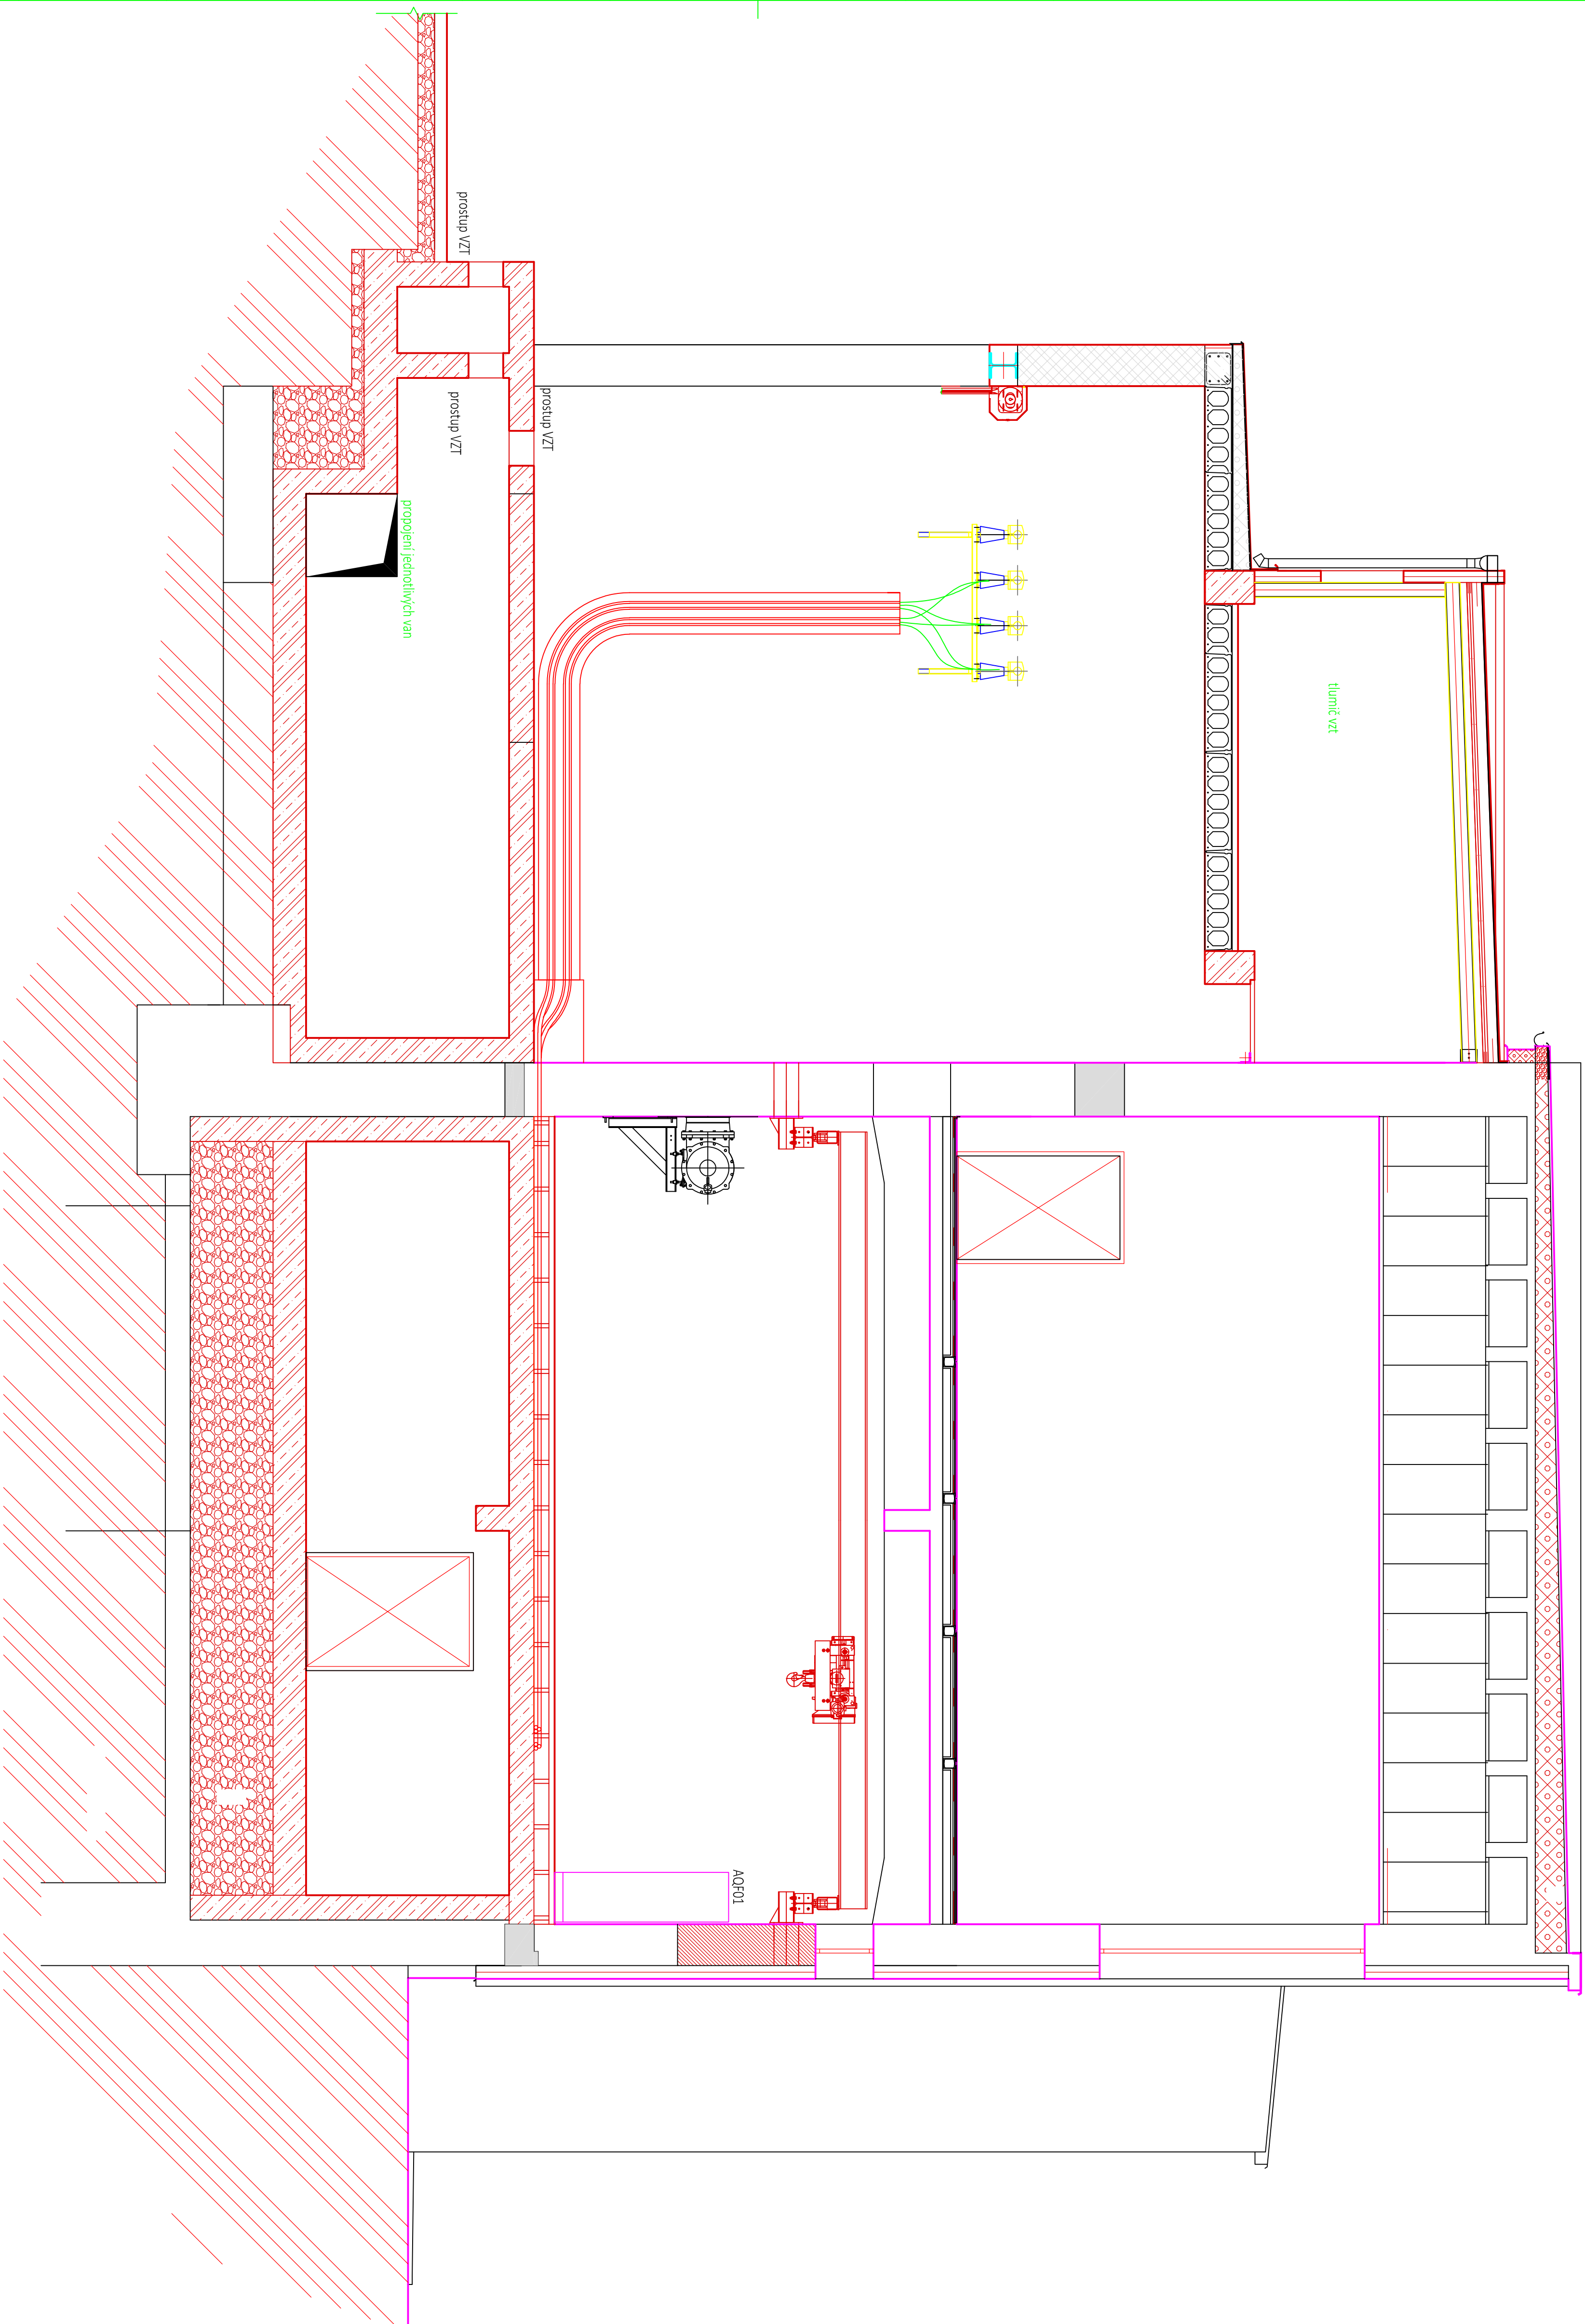 prostup VZT
prostup VZT
prostup VZT
propojení jednotlivých van
tlumič vzt
AQF01